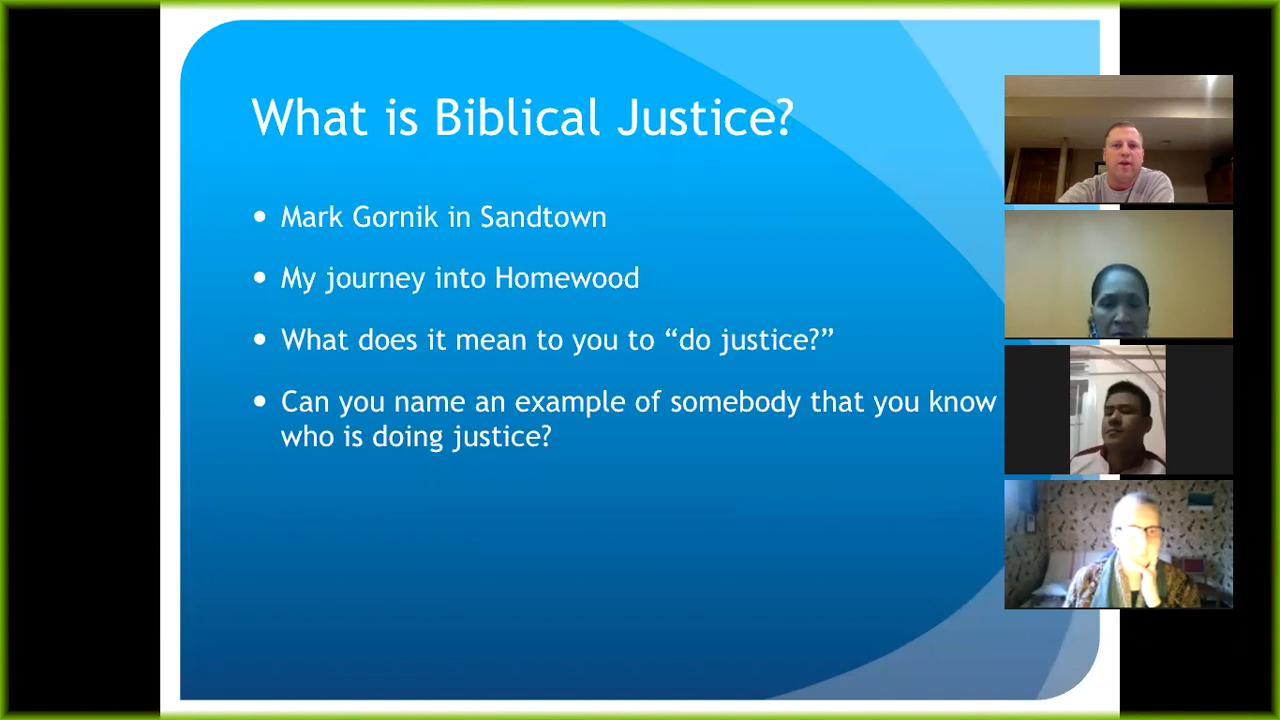 What is Biblical Justice?
• Mark Gornik in Sandtown
• My journey into Homewood
• What does it mean to you to “do justice?”
• Can you name an example of somebody that you know
who is doing justice?